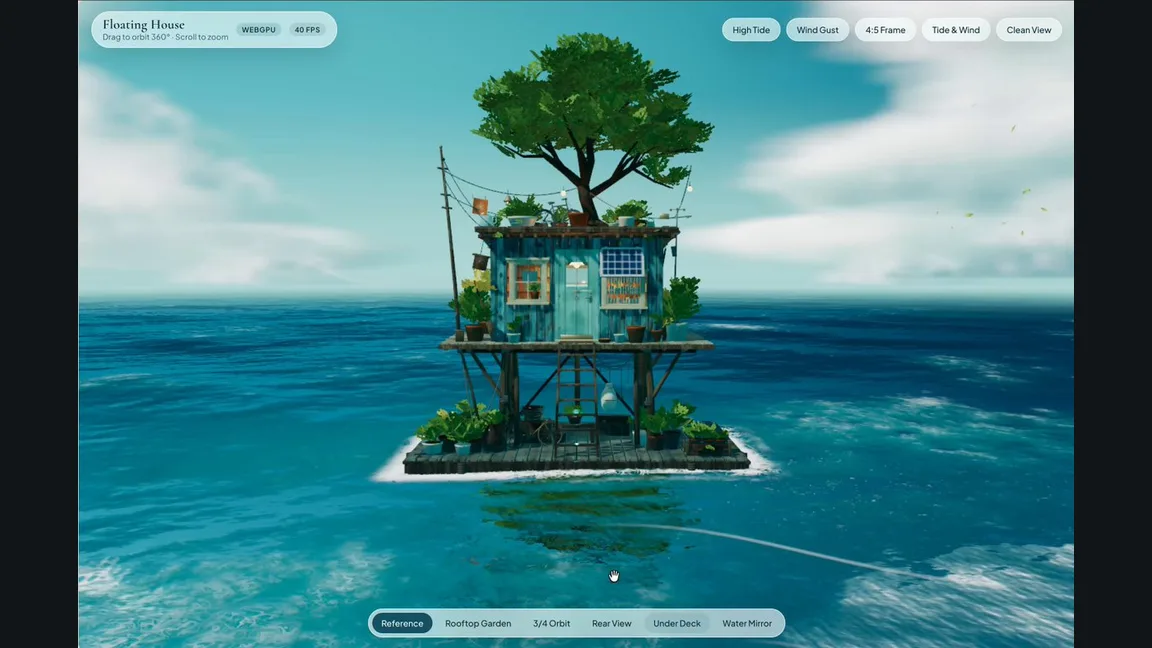 Floating House
Drag to orbit 360° · Scroll to zoom
WEBGPU
40 FPS
High Tide
Wind Gust
4:5 Frame
Tide & Wind
Clean View
Reference
Rooftop Garden
3/4 Orbit
Rear View
Under Deck
Water Mirror